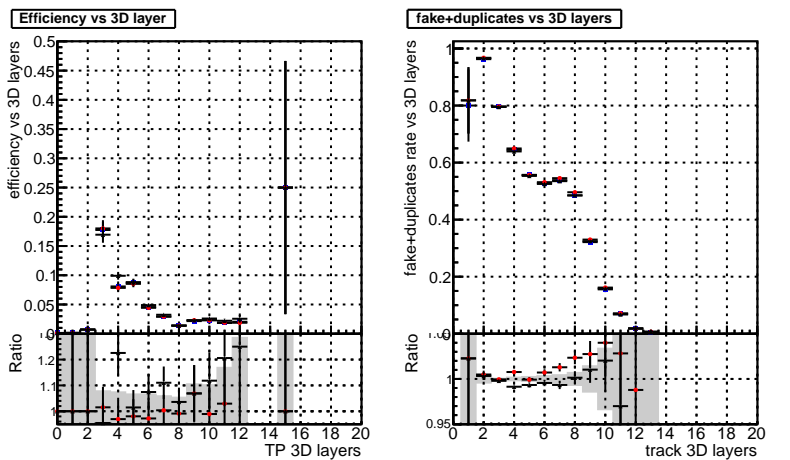 Efficiency vs 3D layer
efficiency vs 3D layers
0.5
0.45
0.4
0.35
0.3
0.25
0.2
0.15
0.1
0.05
0
Ratio
1.2
1.1
1
0 2 4 6 8 10 12 14 16 18 20
TP 3D layers
fake+duplicates vs 3D layers
fake+duplicates rate vs 3D layers
1
0.8
0.6
0.4
0.2
0
Ratio
1
0.95
0 2 4 6 8 10 12 14 16 18 20
track 3D layers